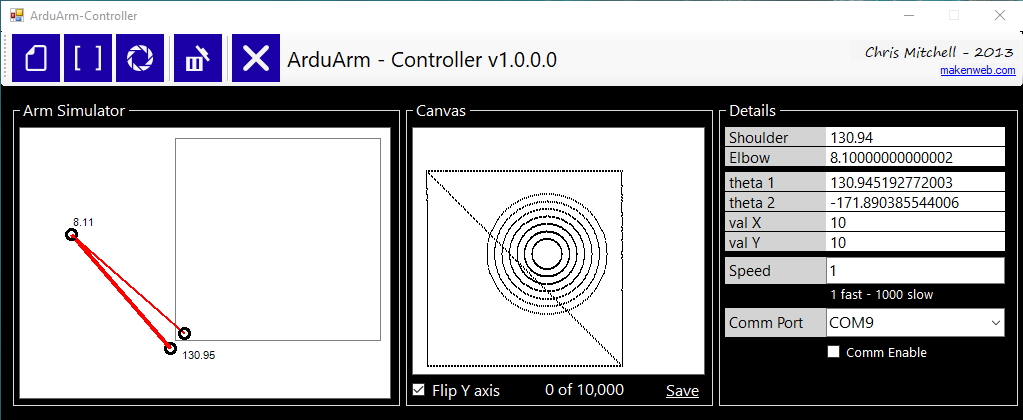 ArduArm-Controller
ArduArm - Controller v1.0.0.0
Chris Mitchell - 2013
makenweb.com
Arm Simulator
8.11
130.95
Canvas
Flip Y axis
0 of 10,000
Save
Details
Shoulder 130.94
Elbow 8.10000000000002
theta 1 130.945192772003
theta 2 -171.890385544006
val X 10
val Y 10
Speed 1
1 fast - 1000 slow
Comm Port COM9
Comm Enable